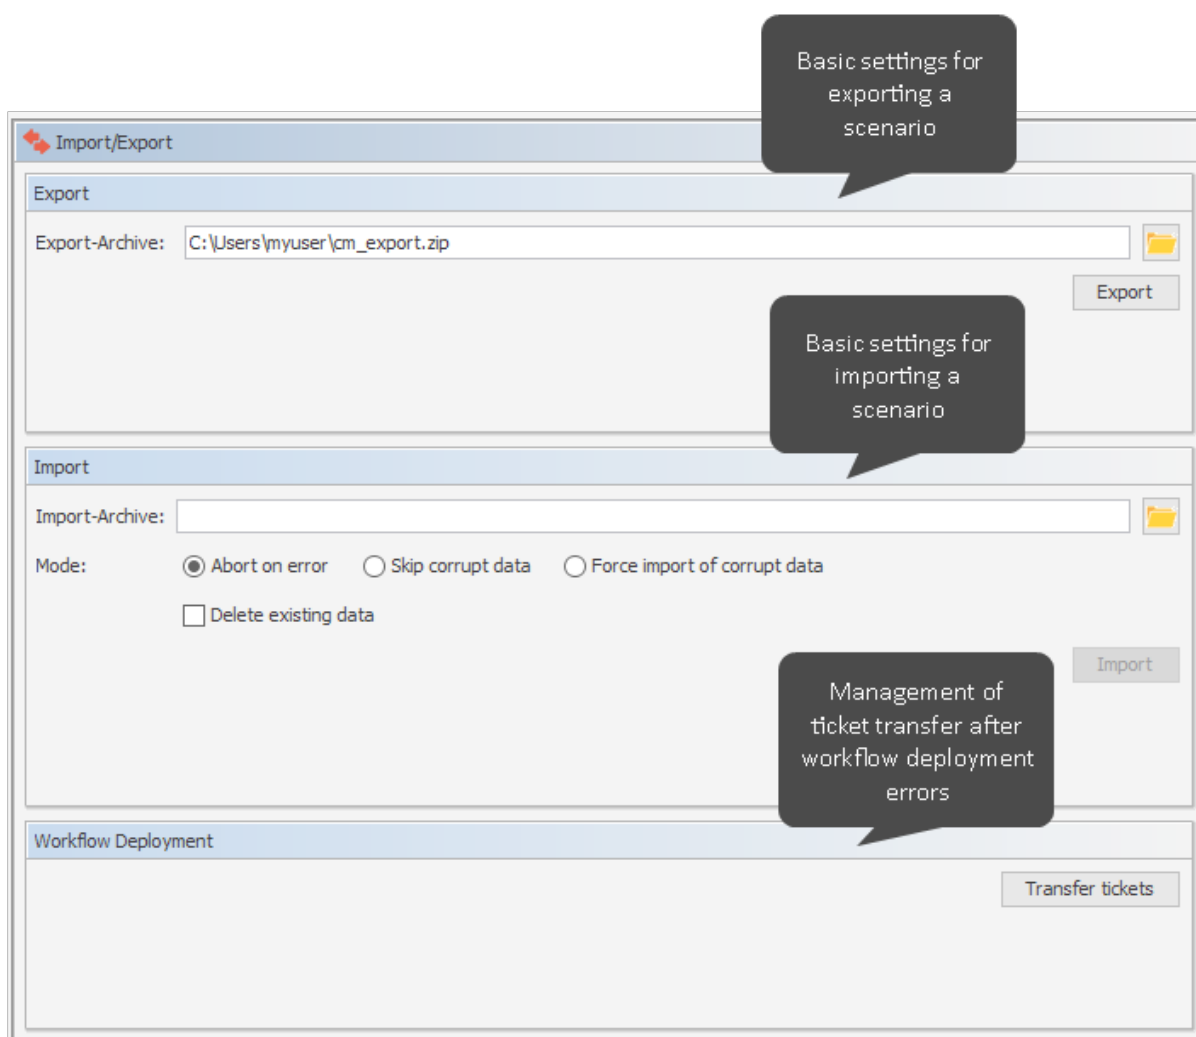 Basic settings for
exporting a
scenario
Import/Export
Export
Export-Archive: C:\Users\myuser\cm_export.zip
Export
Basic settings for
importing a
scenario
Import
Import-Archive:
Mode: Abort on error Skip corrupt data Force import of corrupt data
Delete existing data
Import
Management of
ticket transfer after
workflow deployment
errors
Workflow Deployment
Transfer tickets